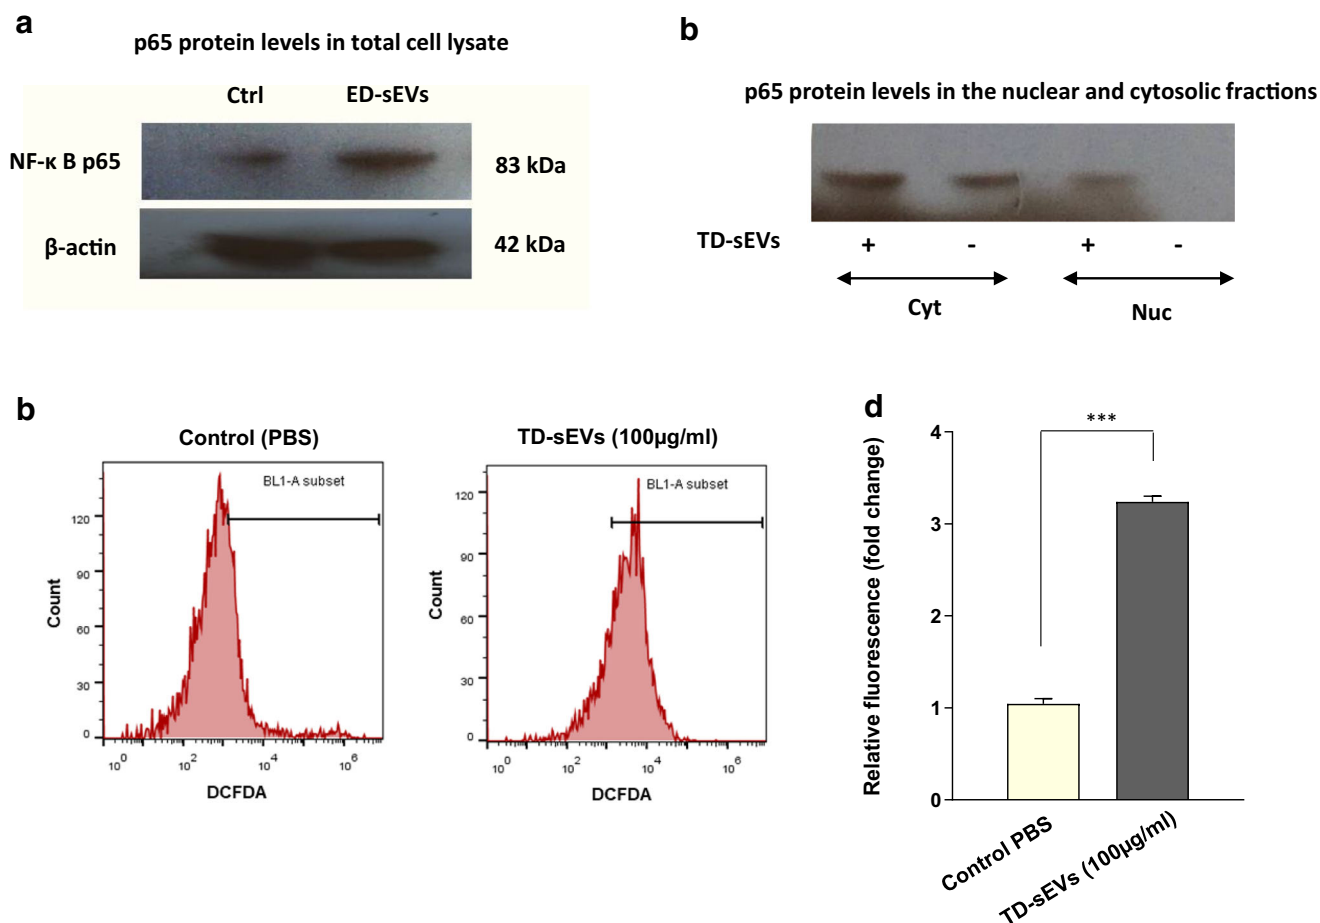 a
p65 protein levels in total cell lysate
Ctrl
ED-sEVs
NF-κ B p65
83 kDa
β-actin
42 kDa
b
p65 protein levels in the nuclear and cytosolic fractions
TD-sEVs
+ - + -
Cyt
Nuc
b
Control (PBS)
BL1-A subset
Count
120
90
60
30
0
10^0 10^2 10^4 10^6
DCFDA
TD-sEVs (100µg/ml)
BL1-A subset
Count
120
90
60
30
0
10^0 10^2 10^4 10^6
DCFDA
d
***
Relative fluorescence (fold change)
4
3
2
1
0
Control PBS
TD-sEVs (100µg/ml)